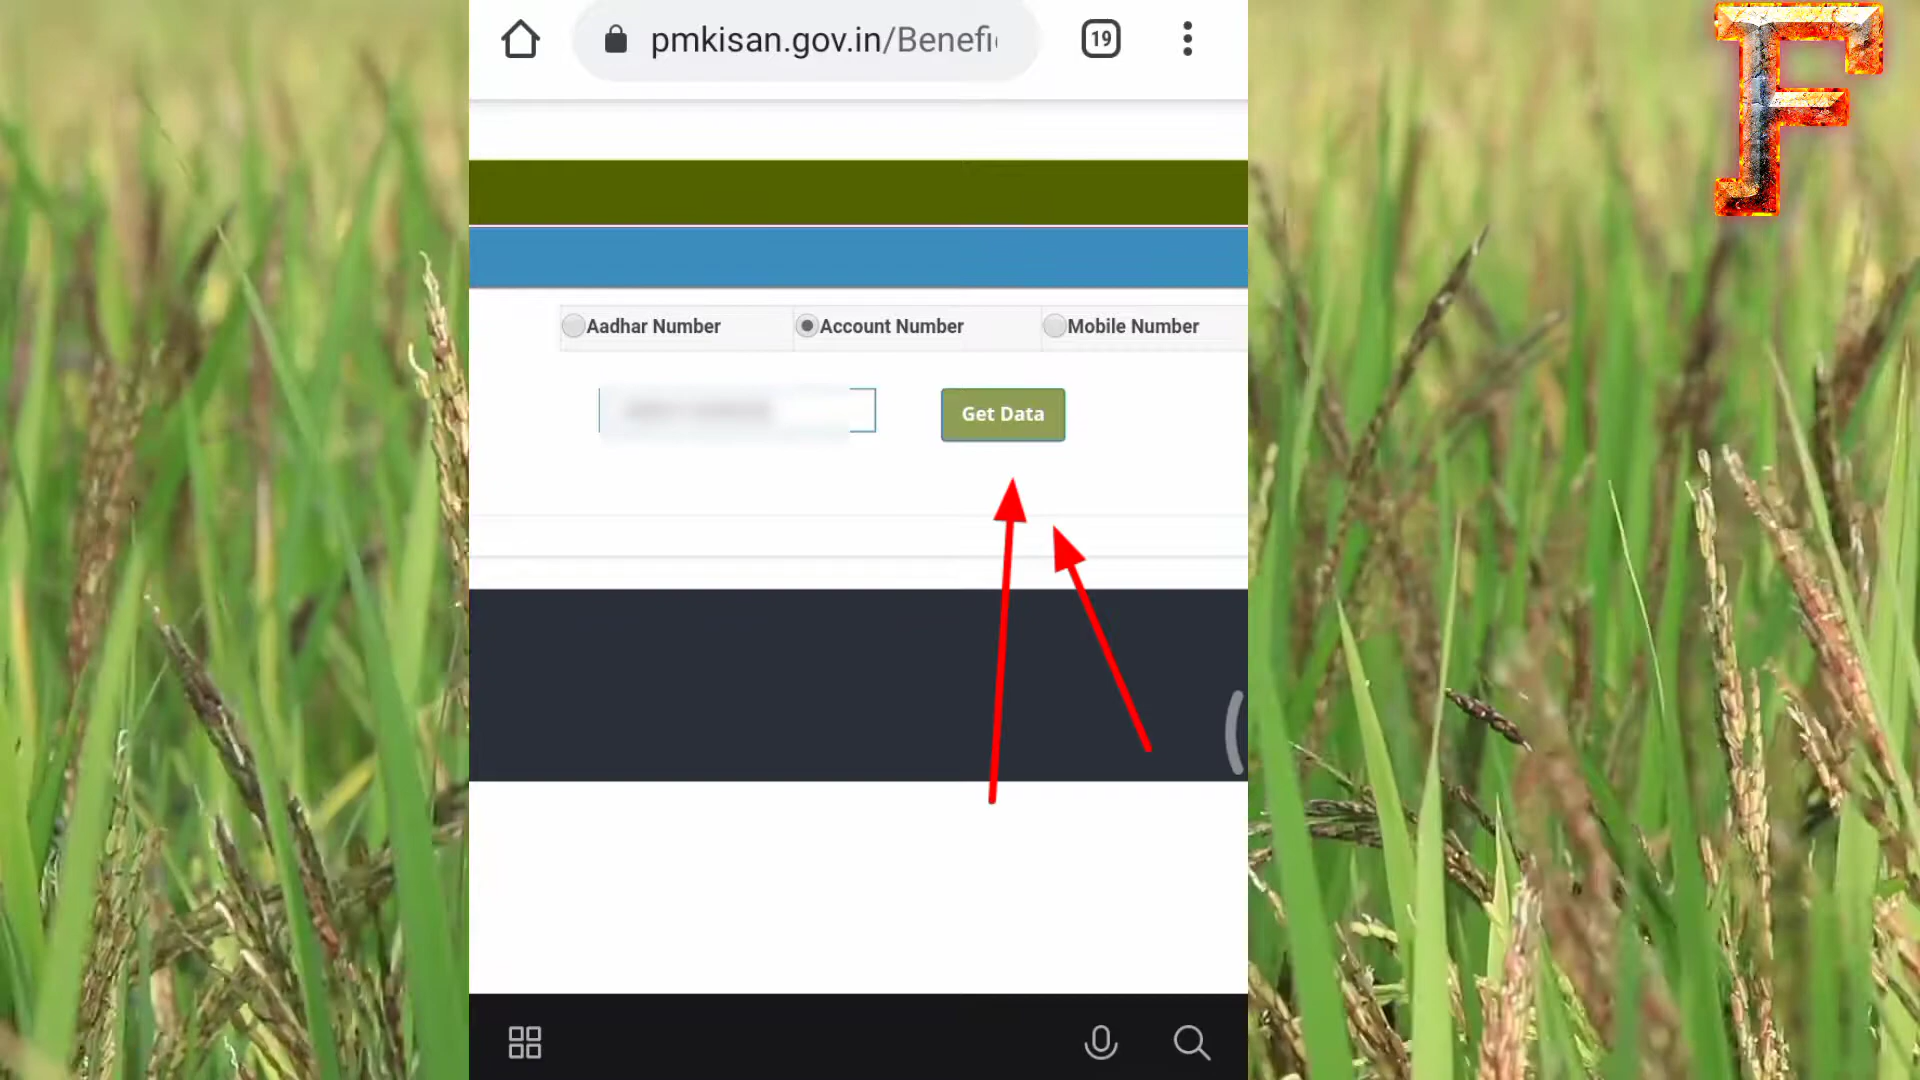 pmkisan.gov.in/Benefi
19
Aadhar Number
Account Number
Mobile Number
Get Data
F